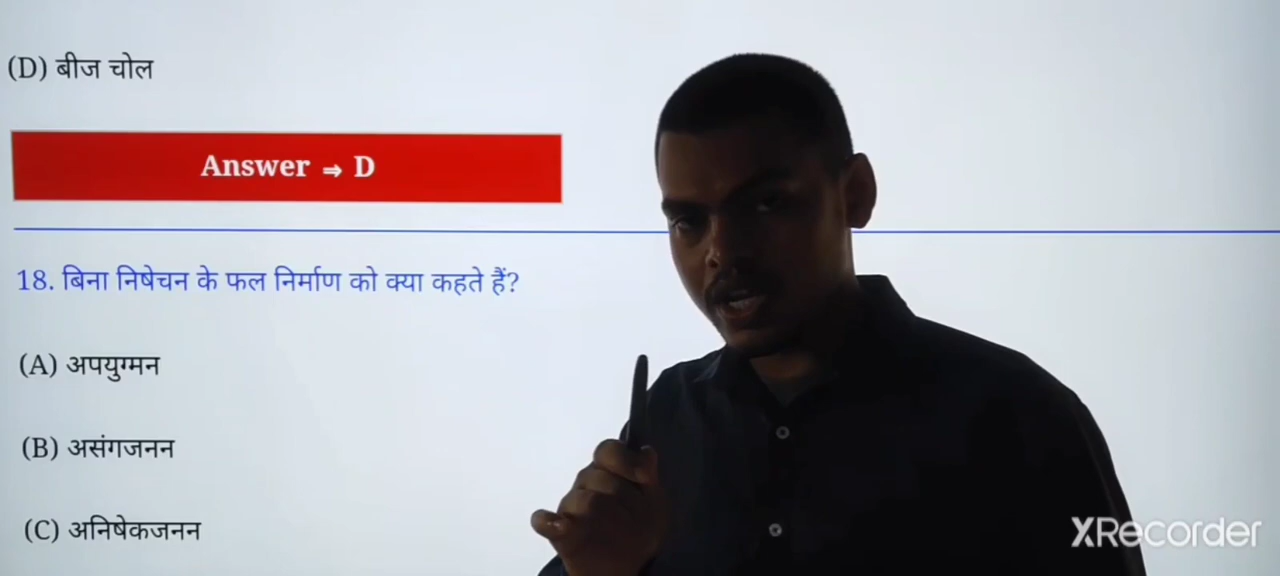 (D) बीज चोल
Answer ⇒ D
18. बिना निषेचन के फल निर्माण को क्या कहते हैं?
(A) अपयुग्मन
(B) असंगजनन
(C) अनिषेकजनन
XRecorder